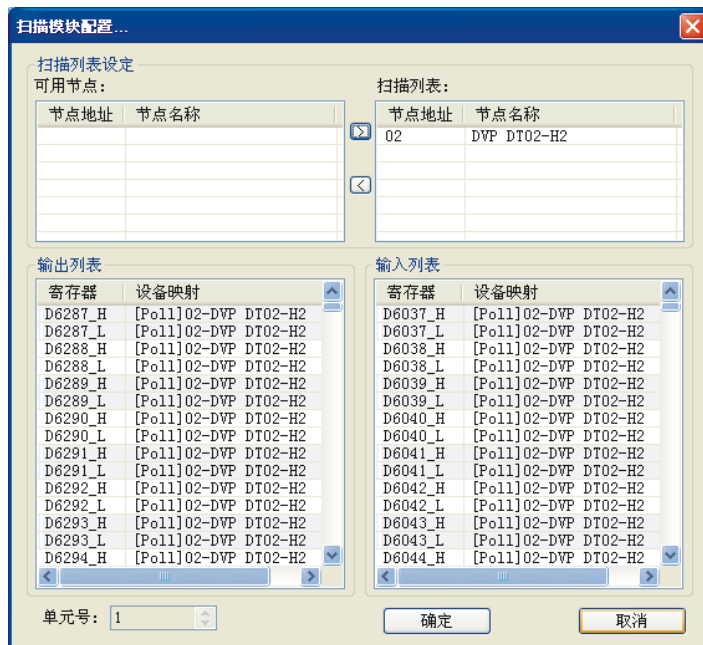 扫描模块配置...
扫描列表设定
可用节点:
节点地址 节点名称
扫描列表:
节点地址 节点名称
02 DVP DT02-H2
输出列表
寄存器 设备映射
D6287_H [Poll]02-DVP DT02-H2
D6287_L [Poll]02-DVP DT02-H2
D6288_H [Poll]02-DVP DT02-H2
D6288_L [Poll]02-DVP DT02-H2
D6289_H [Poll]02-DVP DT02-H2
D6289_L [Poll]02-DVP DT02-H2
D6290_H [Poll]02-DVP DT02-H2
D6290_L [Poll]02-DVP DT02-H2
D6291_H [Poll]02-DVP DT02-H2
D6291_L [Poll]02-DVP DT02-H2
D6292_H [Poll]02-DVP DT02-H2
D6292_L [Poll]02-DVP DT02-H2
D6293_H [Poll]02-DVP DT02-H2
D6293_L [Poll]02-DVP DT02-H2
D6294_H [Poll]02-DVP DT02-H2
输入列表
寄存器 设备映射
D6037_H [Poll]02-DVP DT02-H2
D6037_L [Poll]02-DVP DT02-H2
D6038_H [Poll]02-DVP DT02-H2
D6038_L [Poll]02-DVP DT02-H2
D6039_H [Poll]02-DVP DT02-H2
D6039_L [Poll]02-DVP DT02-H2
D6040_H [Poll]02-DVP DT02-H2
D6040_L [Poll]02-DVP DT02-H2
D6041_H [Poll]02-DVP DT02-H2
D6041_L [Poll]02-DVP DT02-H2
D6042_H [Poll]02-DVP DT02-H2
D6042_L [Poll]02-DVP DT02-H2
D6043_H [Poll]02-DVP DT02-H2
D6043_L [Poll]02-DVP DT02-H2
D6044_H [Poll]02-DVP DT02-H2
单元号: 1
确定
取消